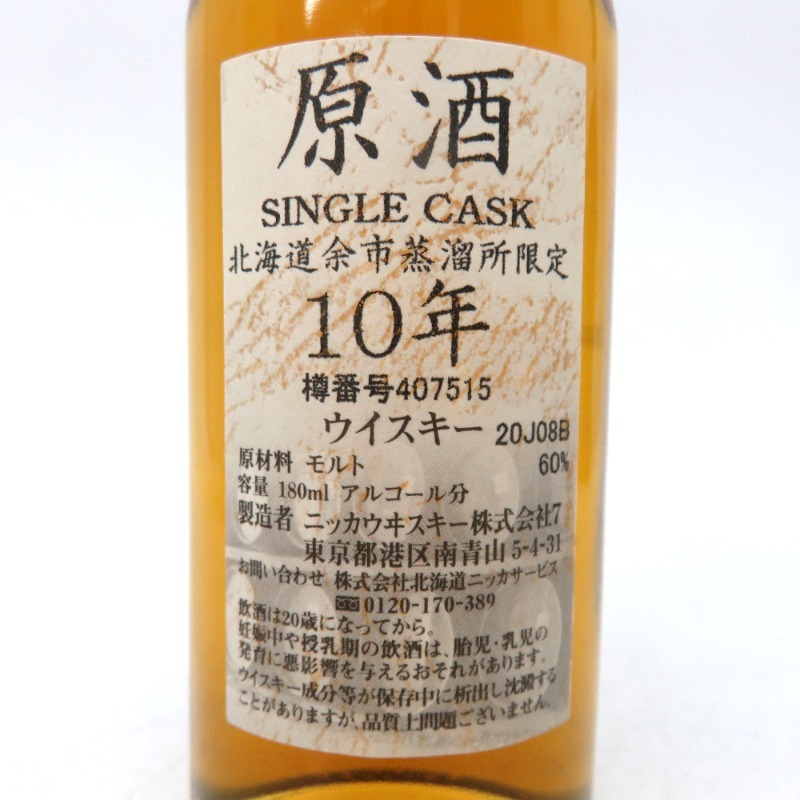 原酒
SINGLE CASK
北海道余市蒸溜所限定
10年
樽番号407515
ウイスキー 20J08B
原材料 モルト 60%
容量 180ml アルコール分
製造者 ニッカウヰスキー株式会社7
東京都港区南青山 5-4-31
お問い合わせ 株式会社北海道ニッカサービス
0120-170-389
飲酒は20歳になってから。
妊娠中や授乳期の飲酒は、胎児・乳児の
発育に悪影響を与えるおそれがあります。
ウイスキー成分等が保存中に析出し沈澱する
ことがありますが、品質上問題ございません。